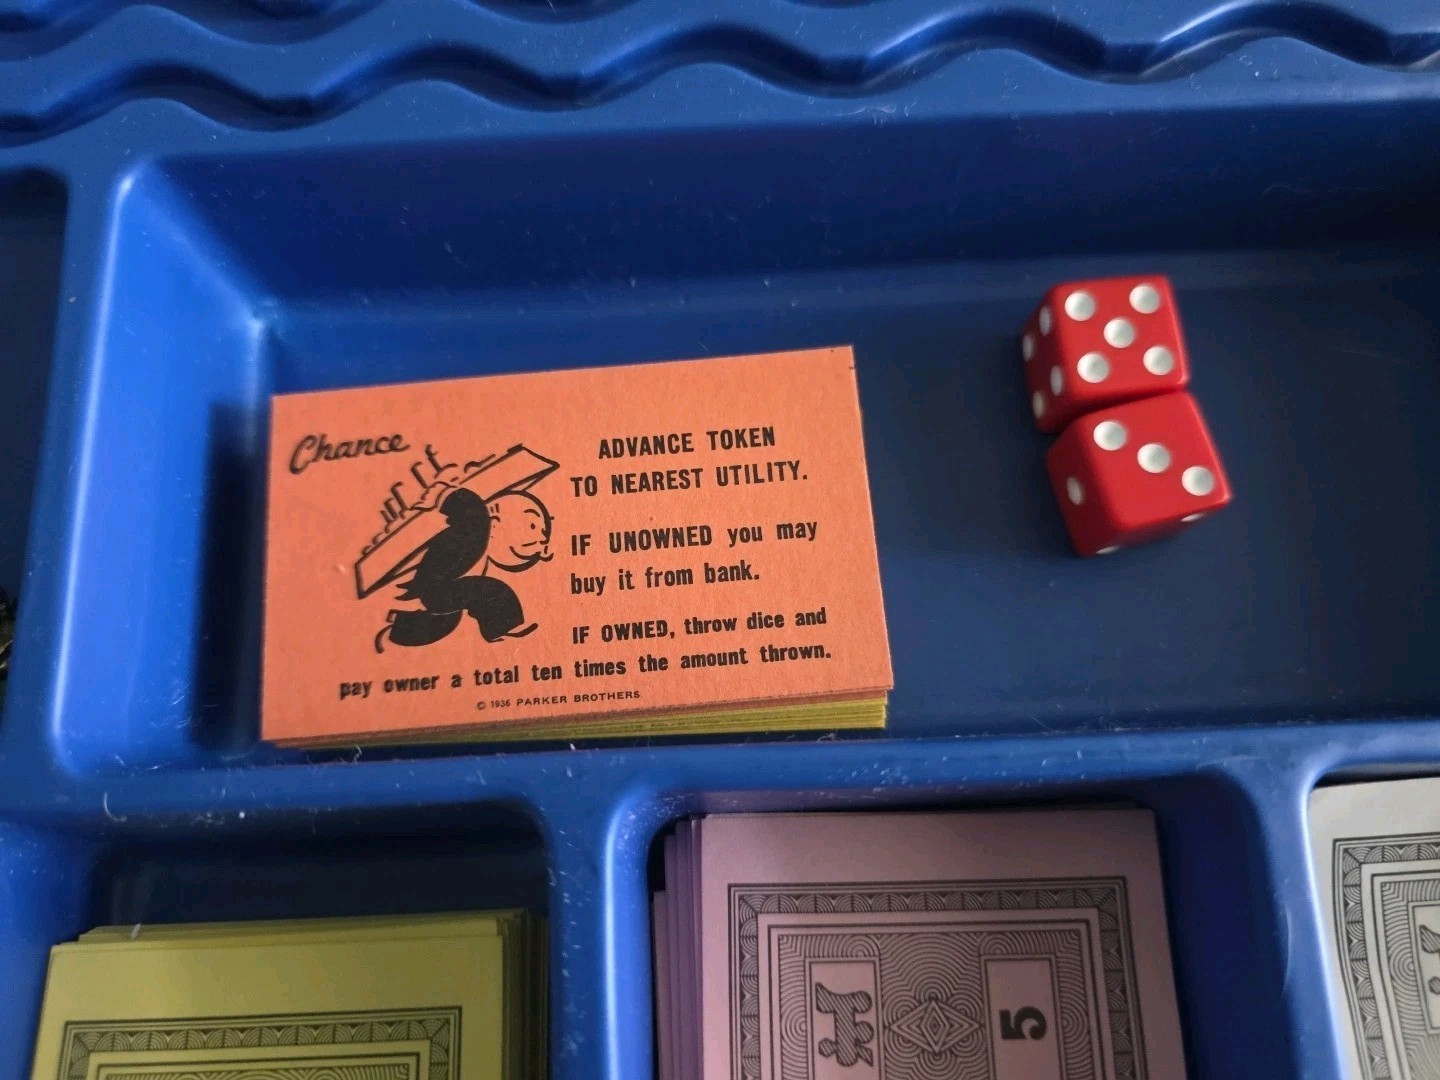 Chance
ADVANCE TOKEN
TO NEAREST UTILITY.
IF UNOWNED you may
buy it from bank.
IF OWNED, throw dice and
pay owner a total ten times the amount thrown.
© 1936 PARKER BROTHERS
5